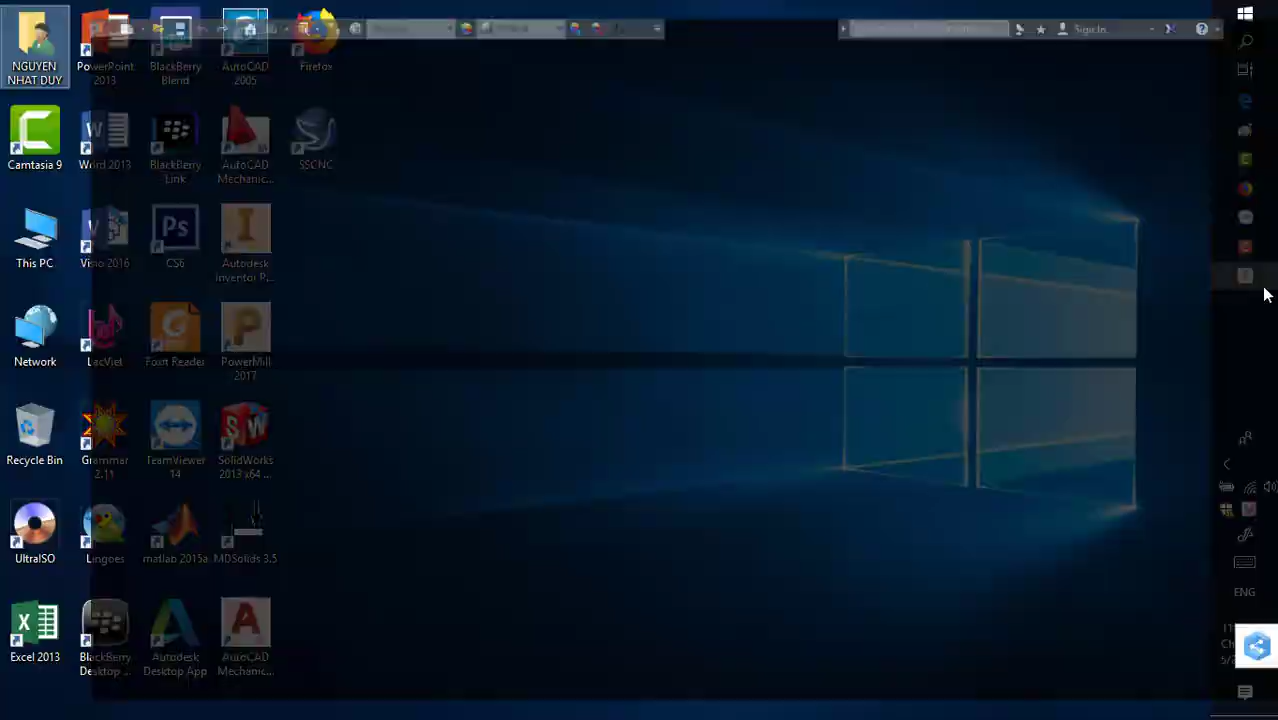 NGUYEN
NHAT DUY
PowerPoint
2013
BlackBerry
Blend
AutoCAD
2005
Firefox
Sign In
Camtasia 9
Word 2013
BlackBerry
Link
AutoCAD
Mechanic...
SSCNC
This PC
Visio 2016
CS6
Autodesk
Inventor P...
Network
LacViet
Foxit Reader
PowerMill
2017
Recycle Bin
Grammar
2.11
TeamViewer
14
SolidWorks
2013 x64 ...
UltraISO
Lingoes
matlab 2015a
MDSolids 3.5
Excel 2013
BlackBerry
Desktop ...
Autodesk
Desktop App
AutoCAD
Mechanic...
ENG